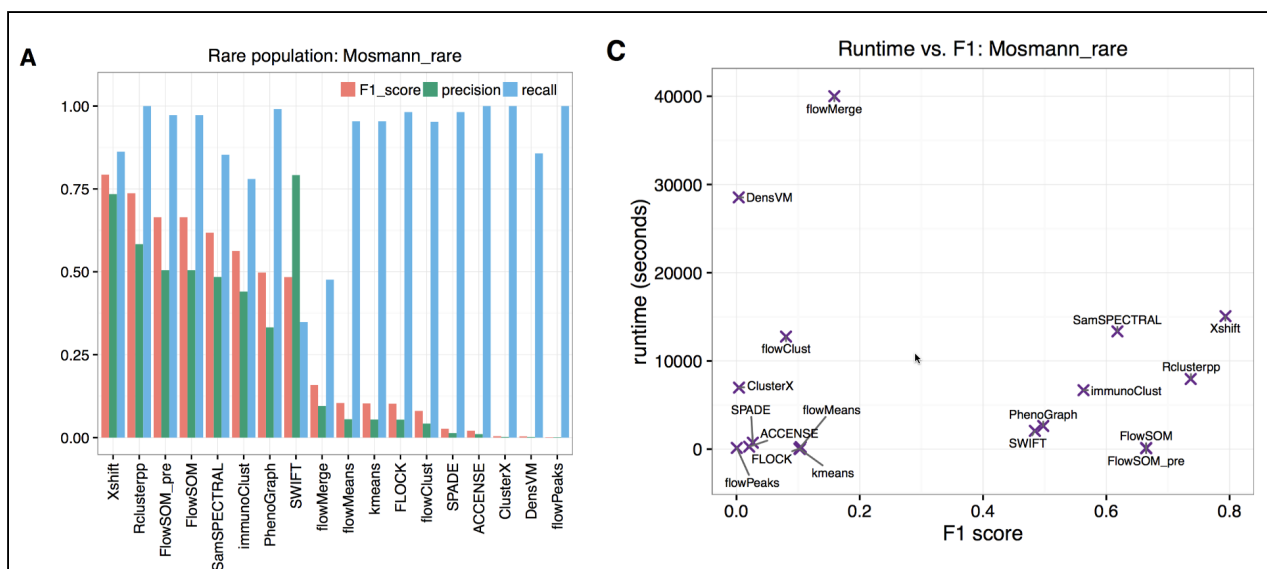 A
Rare population: Mosmann_rare
F1_score precision recall
1.00
0.75
0.50
0.25
0.00
Xshift
Rclusterpp
FlowSOM_pre
FlowSOM
SamSPECTRAL
immunoClust
PhenoGraph
SWIFT
flowMerge
flowMeans
kmeans
FLOCK
flowClust
SPADE
ACCENSE
ClusterX
DensVM
flowPeaks
C
Runtime vs. F1: Mosmann_rare
runtime (seconds)
40000
30000
20000
10000
0
flowMerge
DensVM
flowClust
SamSPECTRAL
Xshift
Rclusterpp
ClusterX
immunoClust
SPADE
flowMeans
PhenoGraph
ACCENSE
SWIFT
FlowSOM
FLOCK
FlowSOM_pre
kmeans
flowPeaks
0.0 0.2 0.4 0.6 0.8
F1 score